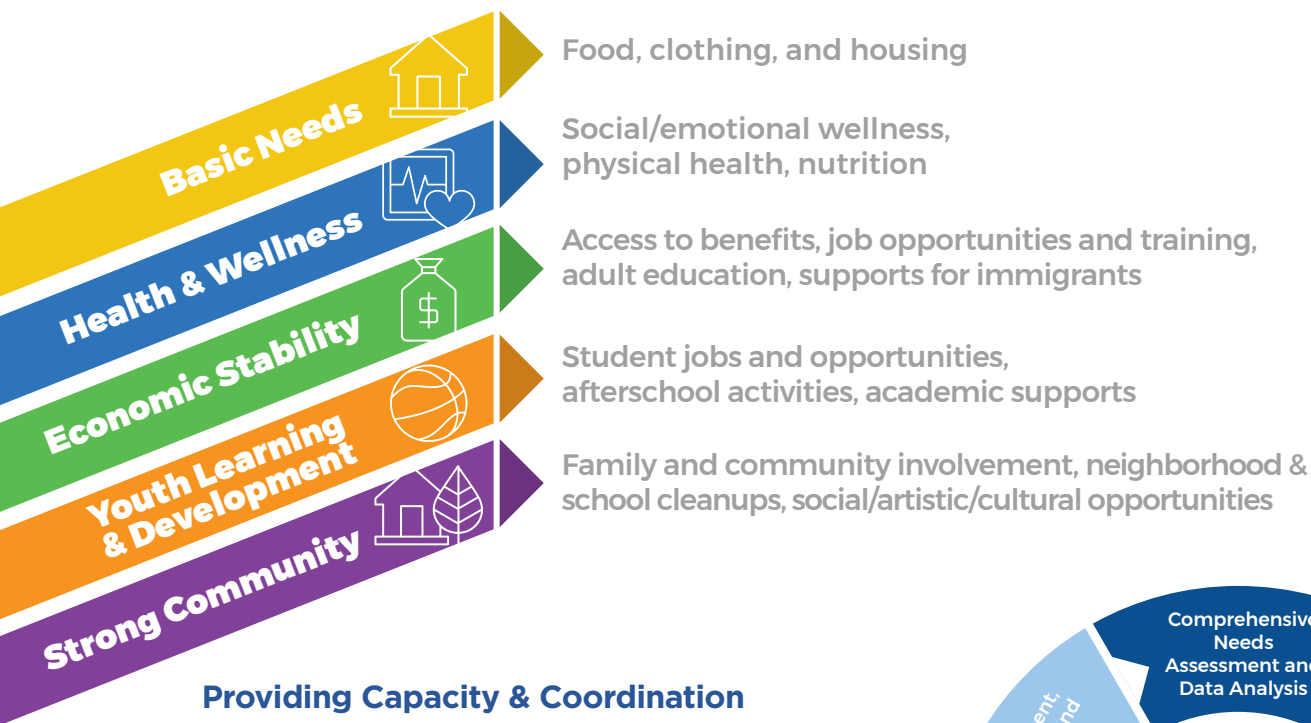 Basic Needs
Food, clothing, and housing
Health & Wellness
Social/emotional wellness,
physical health, nutrition
Economic Stability
$
Access to benefits, job opportunities and training,
adult education, supports for immigrants
Youth Learning
& Development
Student jobs and opportunities,
afterschool activities, academic supports
Strong Community
Family and community involvement, neighborhood &
school cleanups, social/artistic/cultural opportunities
Providing Capacity & Coordination
Comprehensive
Needs
Assessment and
Data Analysis